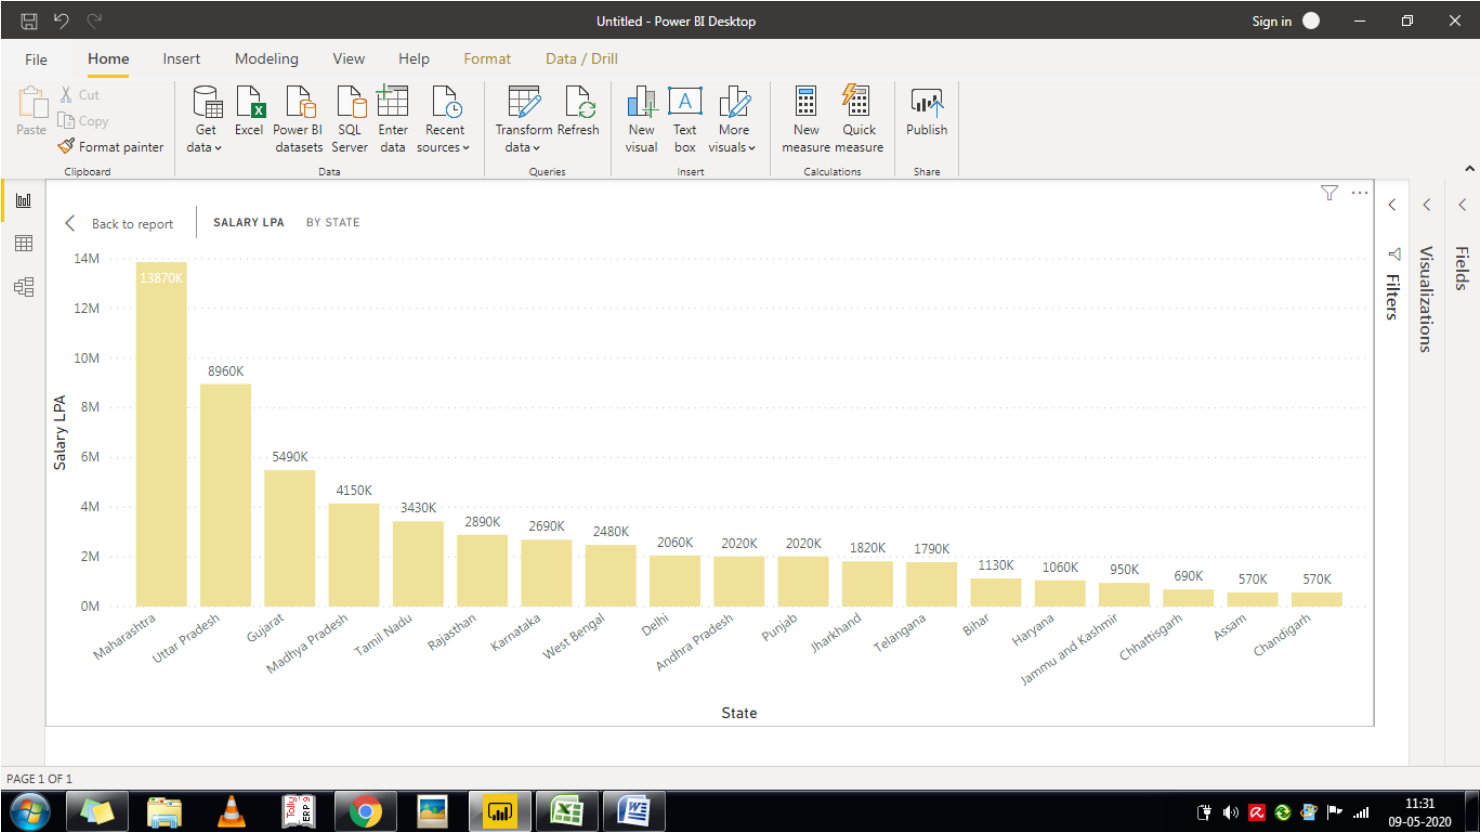 Untitled - Power BI Desktop
Sign in
File Home Insert Modeling View Help Format Data / Drill
Paste
Cut
Copy
Format painter
Clipboard
Get data
Excel
Power BI datasets
SQL Server
Enter data
Recent sources
Data
Transform data
Refresh
Queries
New visual
Text box
More visuals
Insert
New measure
Quick measure
Calculations
Publish
Share
Back to report
SALARY LPA BY STATE
Salary LPA
14M
12M
10M
8M
6M
4M
2M
0M
13870K
8960K
5490K
4150K
3430K
2890K
2690K
2480K
2060K
2020K
2020K
1820K
1790K
1130K
1060K
950K
690K
570K
570K
Maharashtra
Uttar Pradesh
Gujarat
Madhya Pradesh
Tamil Nadu
Rajasthan
Karnataka
West Bengal
Delhi
Andhra Pradesh
Punjab
Jharkhand
Telangana
Bihar
Haryana
Jammu and Kashmir
Chhattisgarh
Assam
Chandigarh
State
Filters
Visualizations
Fields
PAGE 1 OF 1
Tally
ERP 9
11:31
09-05-2020